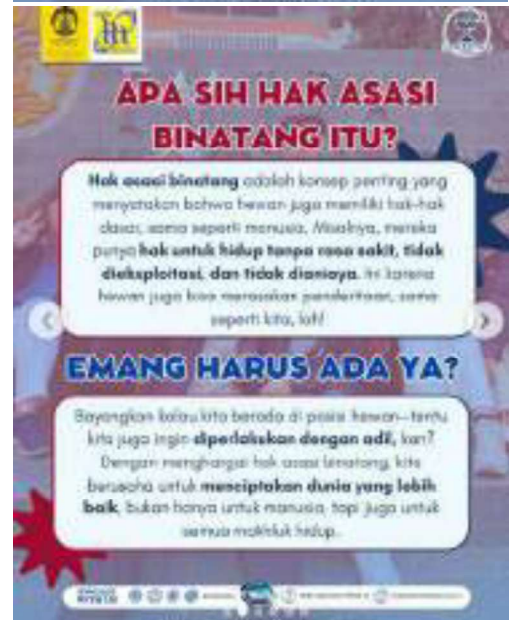 APA SIH HAK ASASI
BINATANG ITU?
Hak asasi binatang adalah konsep penting yang
menyatakan bahwa hewan juga memiliki hak-hak
dasar, sama seperti manusia. Misalnya, mereka
punya hak untuk hidup tanpa rasa sakit, tidak
dieksploitasi, dan tidak dianiaya. Ini karena
hewan juga bisa merasakan penderitaan, sama
seperti kita, loh!
EMANG HARUS ADA YA?
Bayangkan kalau kita berada di posisi hewan—tentu
kita juga ingin diperlakukan dengan adil, kan?
Dengan menghargai hak asasi binatang, kita
berusaha untuk menciptakan dunia yang lebih
baik, bukan hanya untuk manusia, tapi juga untuk
semua makhluk hidup.